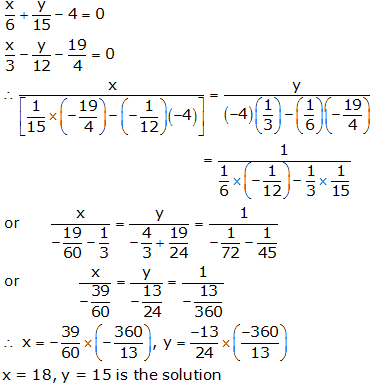 x/6 + y/15 − 4 = 0
x/3 − y/12 − 19/4 = 0
∴ x/[1/15 × (−19/4) − (−1/12)(−4)] = y/((−4)(1/3) − (1/6)(−19/4))
= 1/(1/6 × (−1/12) − 1/3 × 1/15)
or x/(−19/60 − 1/3) = y/(−4/3 + 19/24) = 1/(−1/72 − 1/45)
or x/(−39/60) = y/(−13/24) = 1/(−13/360)
∴ x = −39/60 × (−360/13), y = −13/24 × (−360/13)
x = 18, y = 15 is the solution